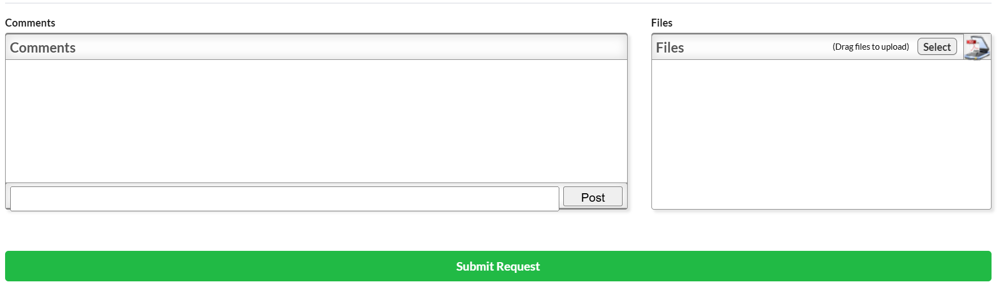 Comments
Comments
Post
Files
Files (Drag files to upload) Select
Submit Request